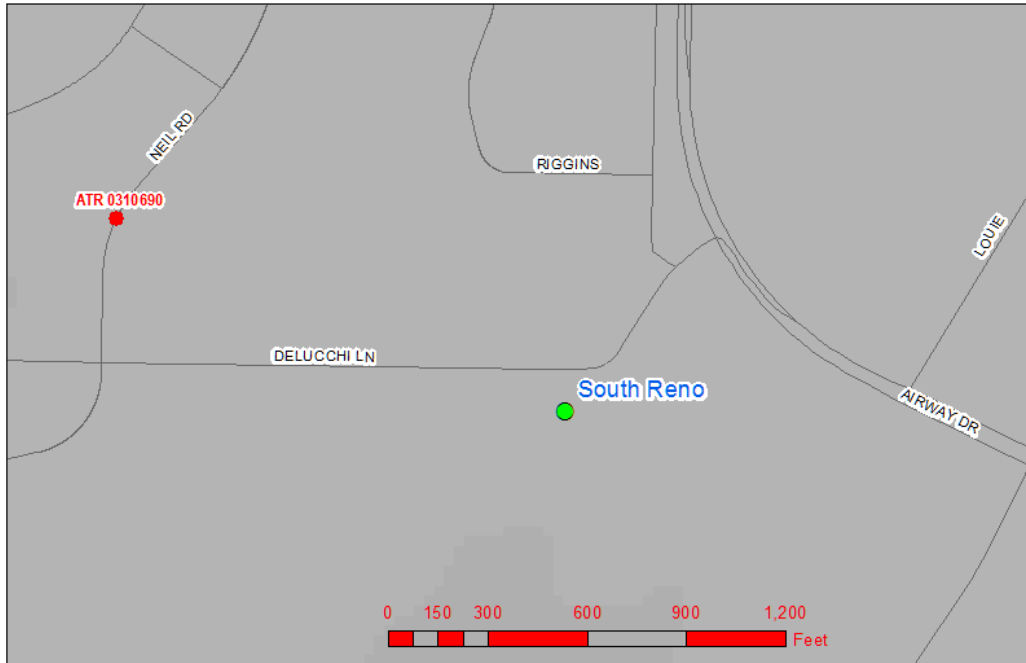 NEIL RD
ATR 0310690
RIGGINS
LOUIE
DELUCCHI LN
South Reno
AIRWAY DR
0 150 300 600 900 1,200
Feet